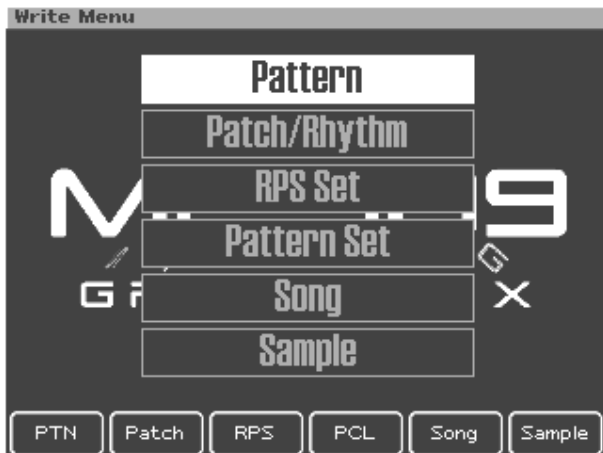 Write Menu
Pattern
Patch/Rhythm
RPS Set
Pattern Set
Song
Sample
PTN Patch RPS PCL Song Sample